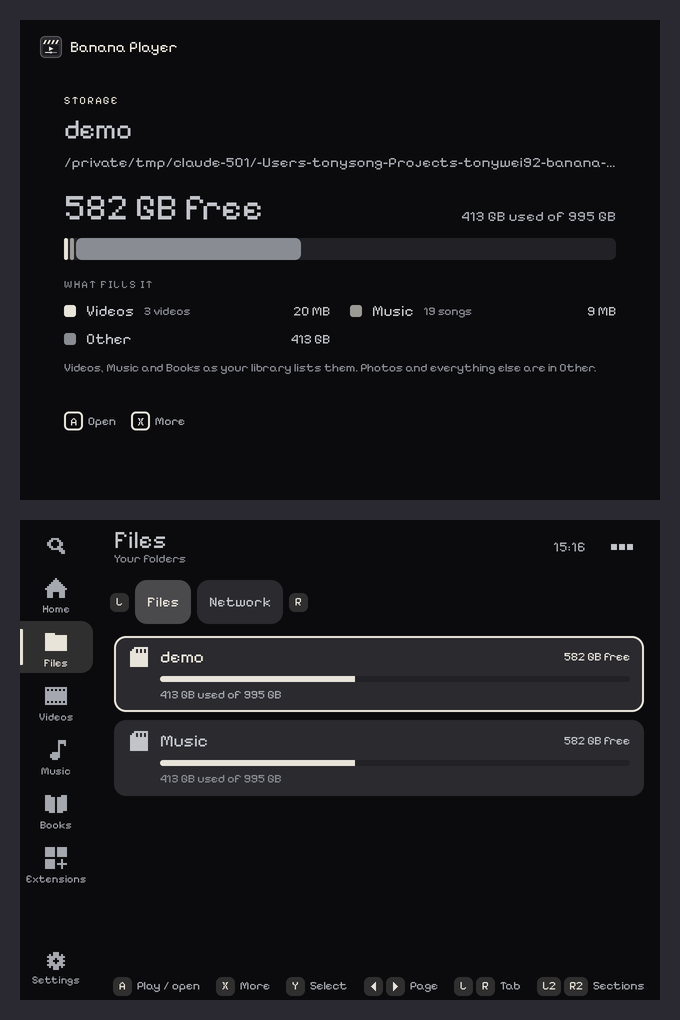 Banana Player
STORAGE
demo
/private/tmp/claude-501/-Users-tonysong-Projects-tonywei92-banana-…
582 GB free
413 GB used of 995 GB
WHAT FILLS IT
Videos 3 videos 20 MB
Music 19 songs 9 MB
Other 413 GB
Videos, Music and Books as your library lists them. Photos and everything else are in Other.
A Open X More
Files
Your folders
15:16
Home
L Files Network R
Files
demo 582 GB free
413 GB used of 995 GB
Videos
Music 582 GB free
413 GB used of 995 GB
Music
Books
Extensions
Settings
A Play / open X More Y Select Page L R Tab L2 R2 Sections